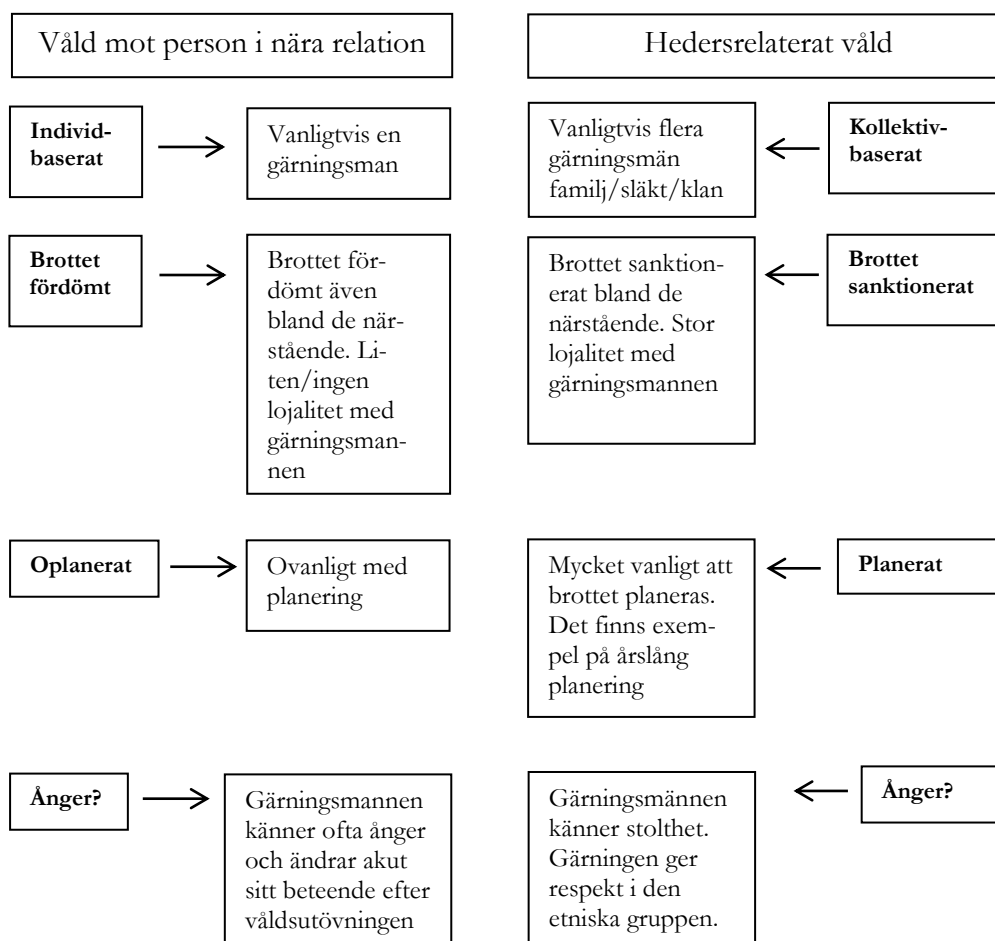 Våld mot person i nära relation
Hedersrelaterat våld
Individ-
baserat
Vanligtvis en
gärningsman
Vanligtvis flera
gärningsmän
familj/släkt/klan
Kollektiv-
baserat
Brottet
fördömt
Brottet för-
dömt även
bland de när-
stående. Li-
ten/ingen
lojalitet med
gärningsman-
nen
Brottet sanktion-
erat bland de
närstående. Stor
lojalitet med
gärningsmannen
Brottet
sanktionerat
Oplanerat
Ovanligt med
planering
Mycket vanligt att
brottet planeras.
Det finns exem-
pel på årslång
planering
Planerat
Ånger?
Gärningsmannen
känner ofta ånger
och ändrar akut
sitt beteende efter
våldsutövningen
Gärningsmännen
känner stolthet.
Gärningen ger
respekt i den
etniska gruppen.
Ånger?